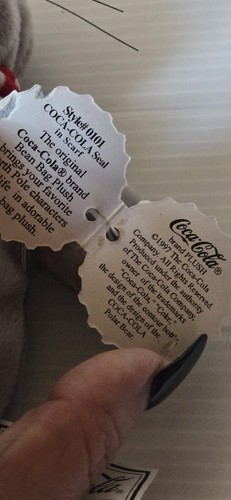 Style# 0101
COCA-COLA Seal
in Scarf
The original
Coca-Cola® brand
Bean Bag plush
brings your favorite
rth Pole characters
life in adorable
bag plush.
Coca-Cola®
brand PLUSH
©1997 The Coca-Cola
Company. All Rights Reserved.
Produced under the authority
of The Coca-Cola Company,
owner of the trademarks
"Coca-Cola," "Coke,"
the design of the contour bottle,
and the design of the
COCA-COLA
Polar Bear.